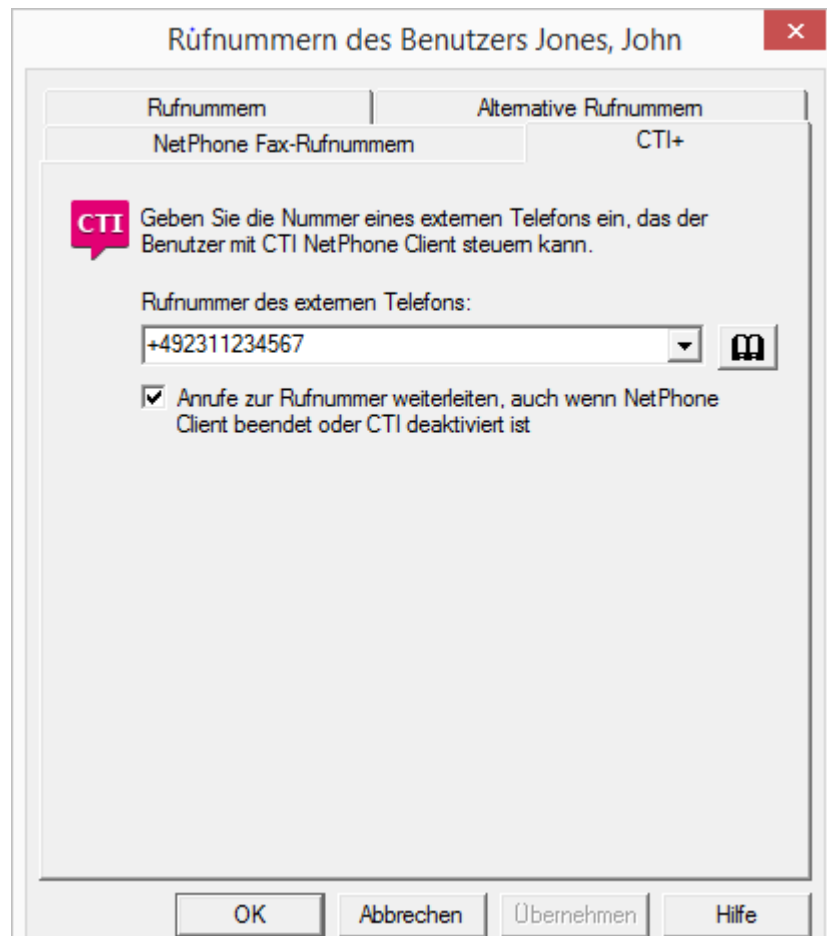 Rufnummern des Benutzers Jones, John
Rufnummern
Alternative Rufnummern
NetPhone Fax-Rufnummern
CTI+
CTI
Geben Sie die Nummer eines externen Telefons ein, das der
Benutzer mit CTI NetPhone Client steuern kann.
Rufnummer des externen Telefons:
+492311234567
Anrufe zur Rufnummer weiterleiten, auch wenn NetPhone
Client beendet oder CTI deaktiviert ist
OK
Abbrechen
Übernehmen
Hilfe